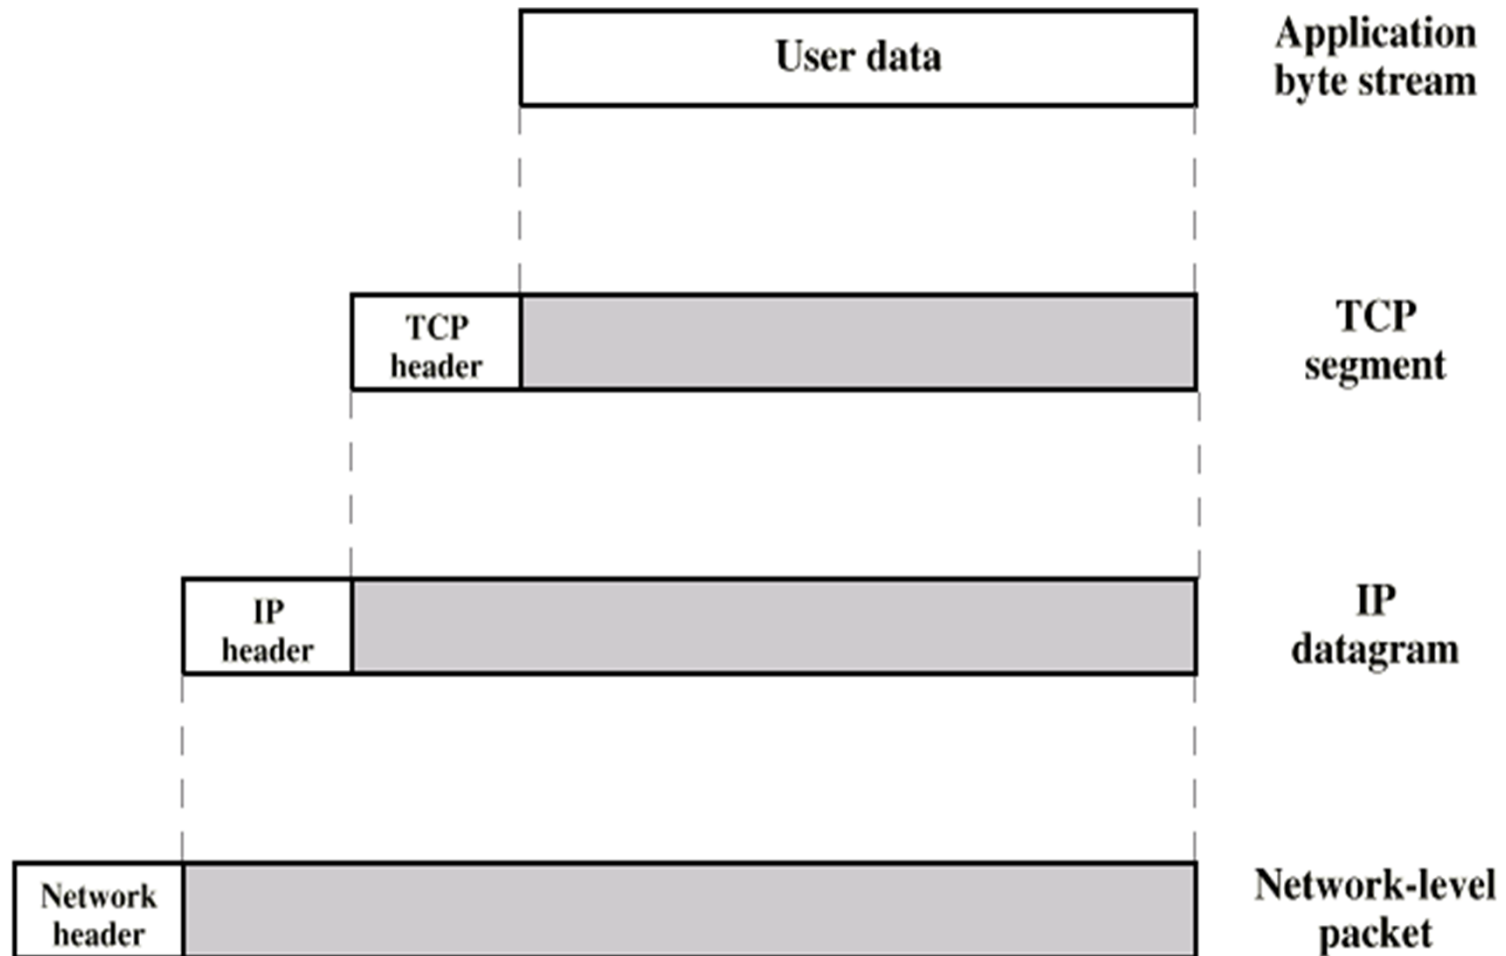 User data
Application
byte stream
TCP
header
TCP
segment
IP
header
IP
datagram
Network
header
Network-level
packet